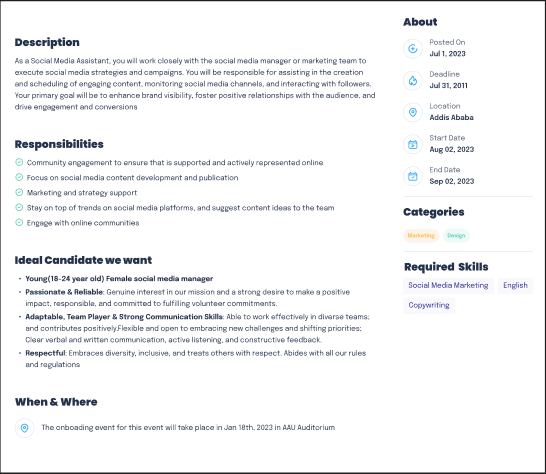 Description
As a Social Media Assistant, you will work closely with the social media manager or marketing team to
execute social media strategies and campaigns. You will be responsible for assisting in the creation
and scheduling of engaging content, monitoring social media channels, and interacting with followers.
Your primary goal will be to enhance brand visibility, foster positive relationships with the audience, and
drive engagement and conversions
Responsibilities
Community engagement to ensure that is supported and actively represented online
Focus on social media content development and publication
Marketing and strategy support
Stay on top of trends on social media platforms, and suggest content ideas to the team
Engage with online communities
Ideal Candidate we want
• Young(18-24 year old) Female social media manager
• Passionate & Reliable: Genuine interest in our mission and a strong desire to make a positive
impact, responsible, and committed to fulfilling volunteer commitments.
• Adaptable, Team Player & Strong Communication Skills: Able to work effectively in diverse teams;
and contributes positively.Flexible and open to embracing new challenges and shifting priorities;
Clear verbal and written communication, active listening, and constructive feedback.
• Respectful: Embraces diversity, inclusive, and treats others with respect. Abides with all our rules
and regulations
When & Where
The onboading event for this event will take place in Jan 18th, 2023 in AAU Auditorium
About
Posted On
Jul 1, 2023
Deadline
Jul 31, 2011
Location
Addis Ababa
Start Date
Aug 02, 2023
End Date
Sep 02, 2023
Categories
Marketing Design
Required Skills
Social Media Marketing English
Copywriting